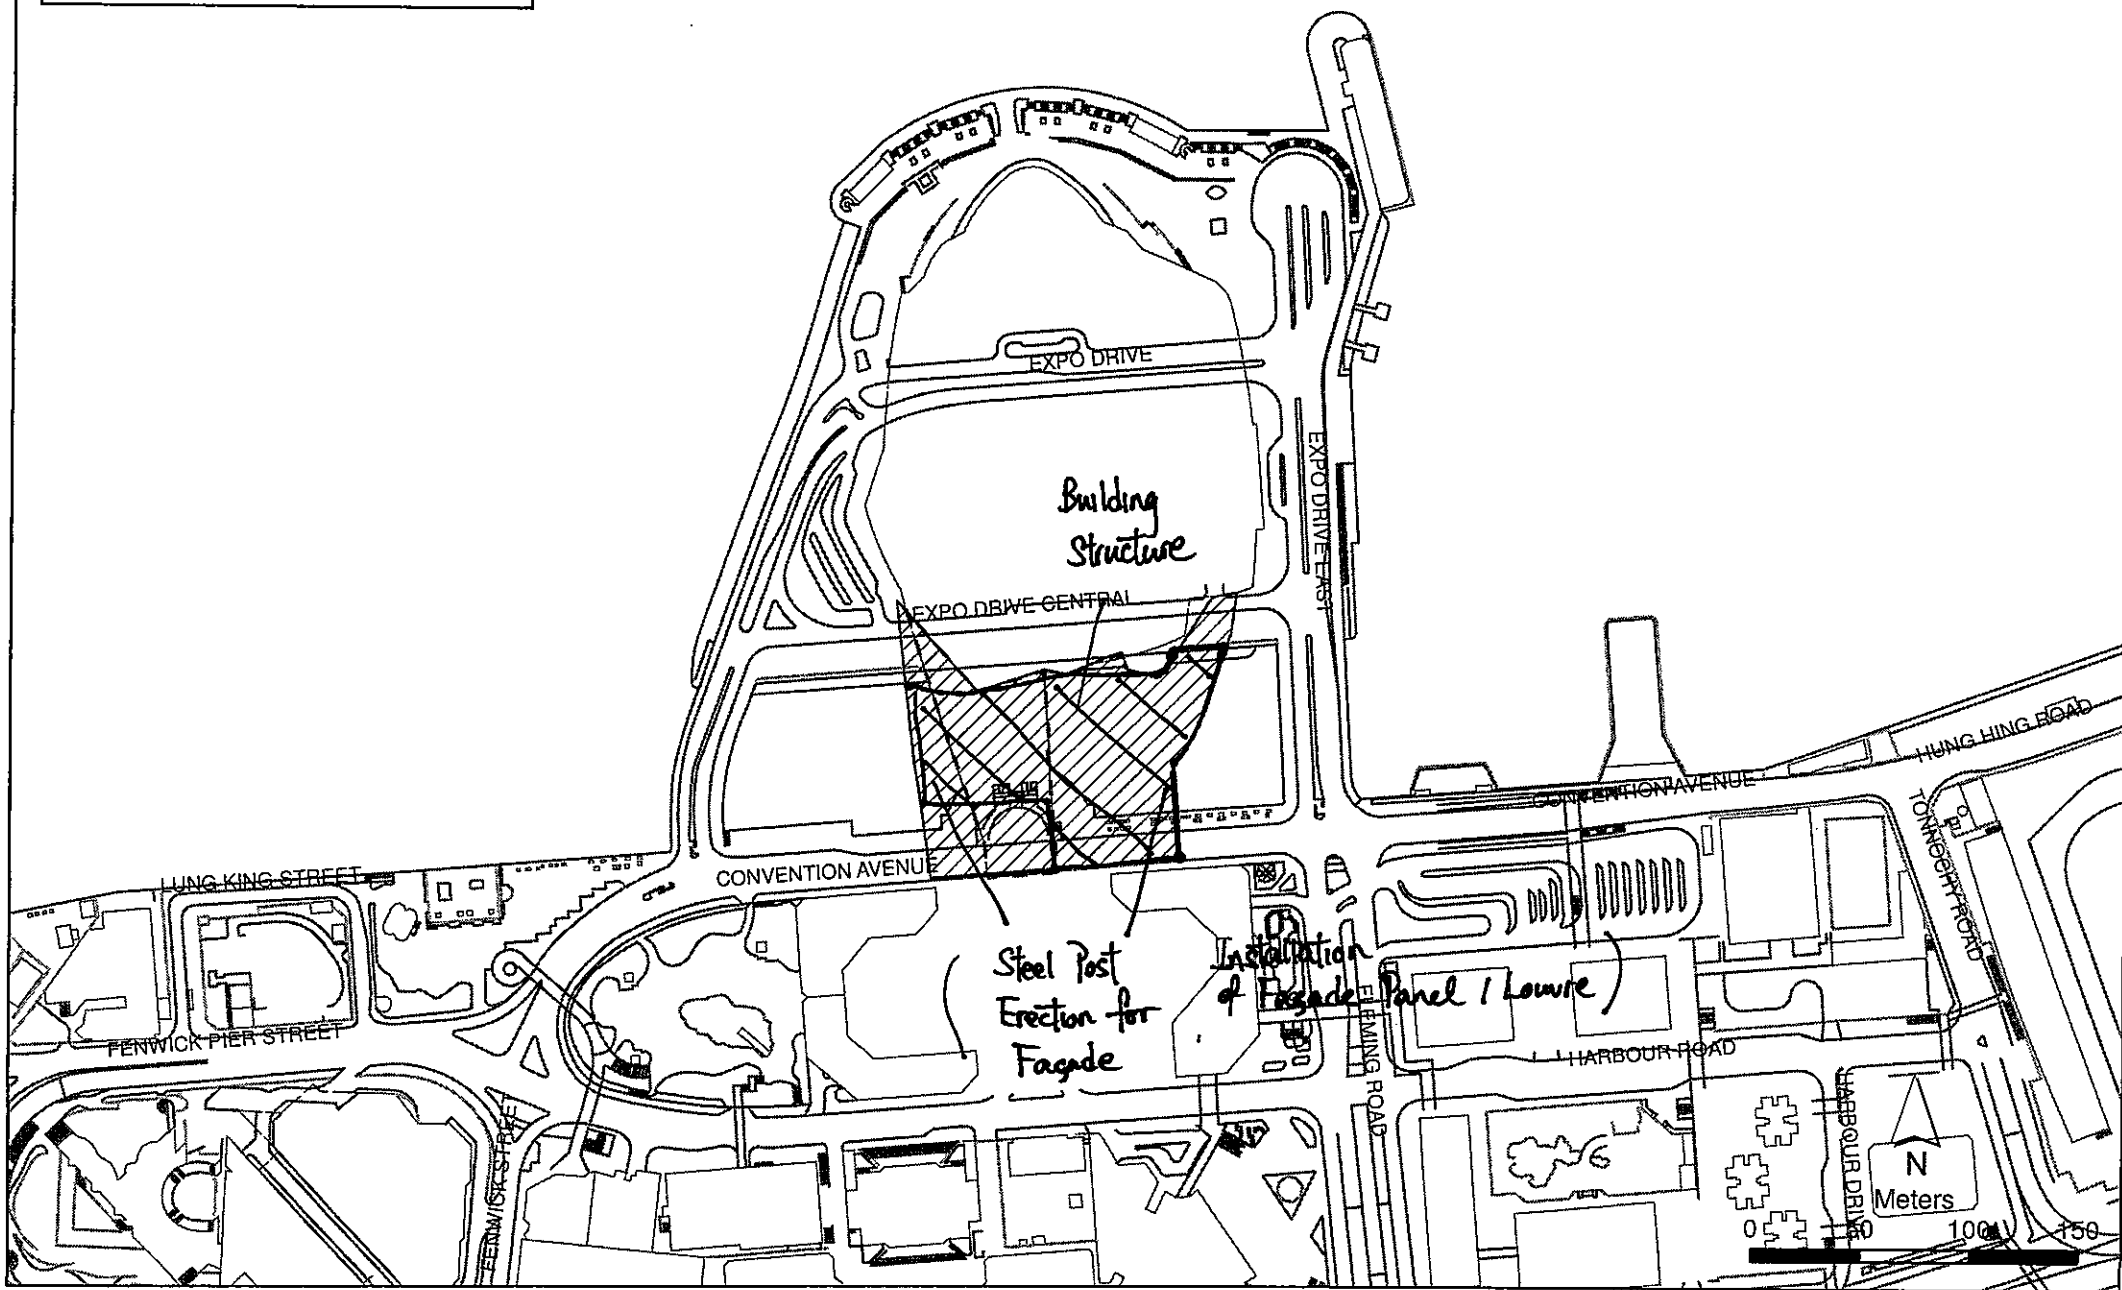 EXPO DRIVE
EXPO DRIVE EAST
Building
Structure
EXPO DRIVE CENTRAL
HUNG HING ROAD
CONVENTION AVENUE
TONNOCHY ROAD
LUNG KING STREET
CONVENTION AVENUE
Steel Post
Erection for
Façade
Installation
of Façade Panel / Louvre
FENWICK PIER STREET
FLEMING ROAD
HARBOUR ROAD
HARBOUR DRIVE
FENWICK STREET
N
Meters
0 50 100 150